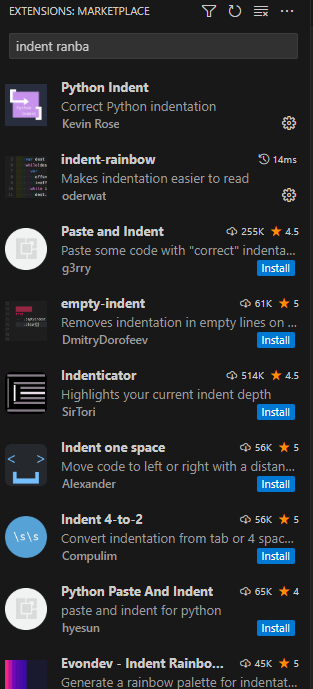 EXTENSIONS: MARKETPLACE
indent ranba
Python Indent
Correct Python indentation
Kevin Rose
indent-rainbow 14ms
Makes indentation easier to read
oderwat
Paste and Indent 255K 4.5
Paste some code with "correct" indenta...
g3rry Install
empty-indent 61K 5
Removes indentation in empty lines on ...
DmitryDorofeev Install
Indenticator 514K 4.5
Highlights your current indent depth
SirTori Install
Indent one space 56K 5
Move code to left or right with a distan...
Alexander Install
\s\s
Indent 4-to-2 56K 5
Convert indentation from tab or 4 spac...
Compulim Install
Python Paste And Indent 65K 4
paste and indent for python
hyesun Install
Evondev - Indent Rainbo... 45K 5
Generate a rainbow palette for indentat...